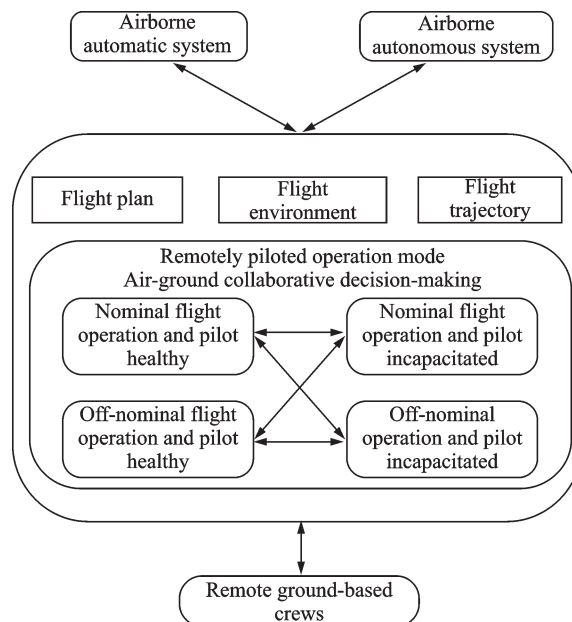 Airborne
automatic system
Airborne
autonomous system
Flight plan
Flight
environment
Flight
trajectory
Remotely piloted operation mode
Air-ground collaborative decision-making
Nominal flight
operation and pilot
healthy
Nominal flight
operation and pilot
incapacitated
Off-nominal flight
operation and pilot
healthy
Off-nominal
operation and pilot
incapacitated
Remote ground-based
crews